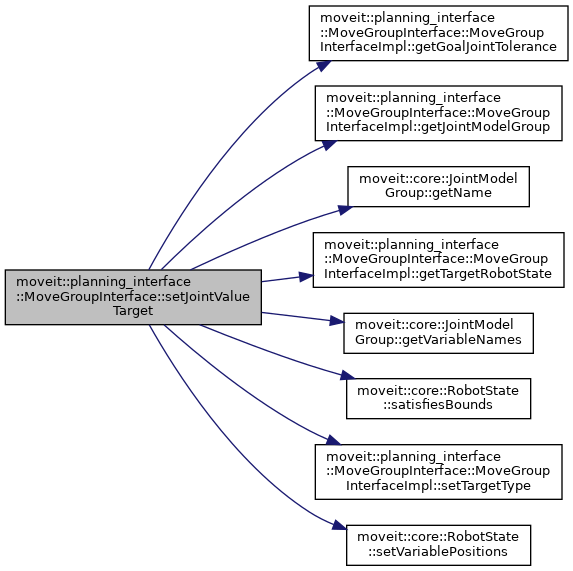 moveit::planning_interface
::MoveGroupInterface::MoveGroup
InterfaceImpl::getGoalJointTolerance
moveit::planning_interface
::MoveGroupInterface::MoveGroup
InterfaceImpl::getJointModelGroup
moveit::core::JointModel
Group::getName
moveit::planning_interface
::MoveGroupInterface::MoveGroup
InterfaceImpl::getTargetRobotState
moveit::planning_interface
::MoveGroupInterface::setJointValue
Target
moveit::core::JointModel
Group::getVariableNames
moveit::core::RobotState
::satisfiesBounds
moveit::planning_interface
::MoveGroupInterface::MoveGroup
InterfaceImpl::setTargetType
moveit::core::RobotState
::setVariablePositions